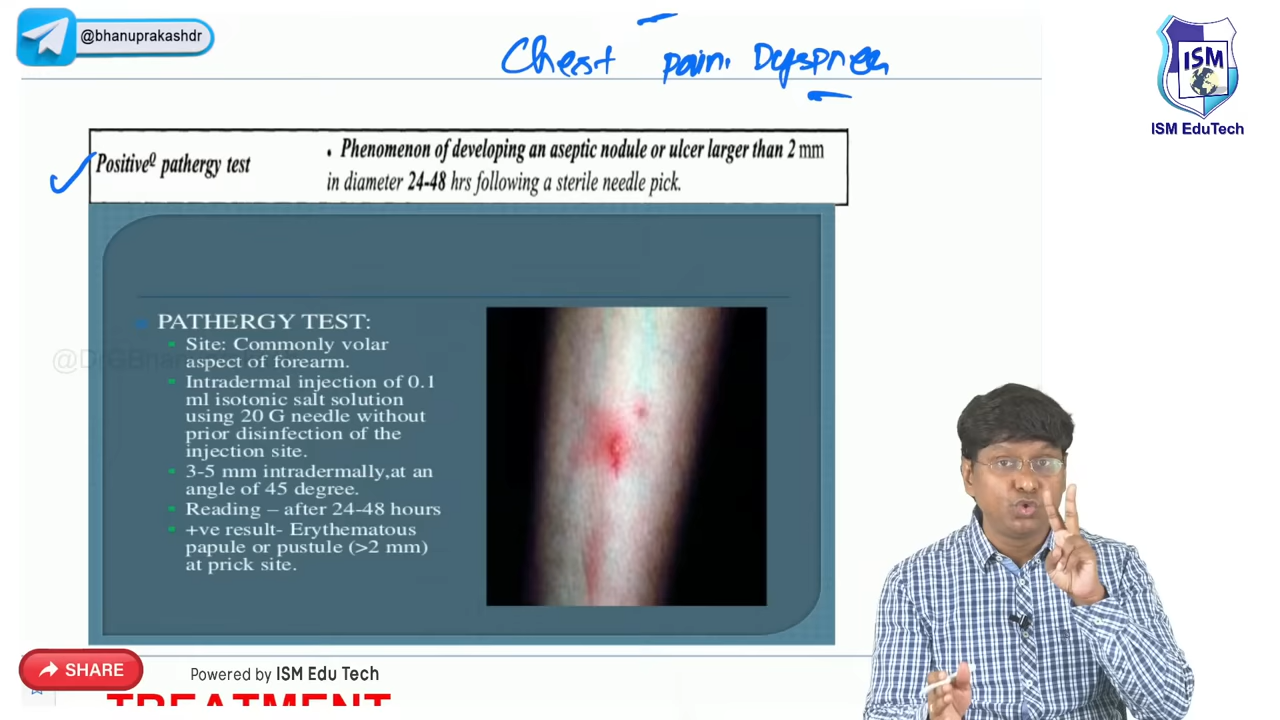 @bhanuprakashdr
Chest pain. Dyspnea
ISM
ISM EduTech
PositiveQ pathergy test
• Phenomenon of developing an aseptic nodule or ulcer larger than 2 mm
in diameter 24-48 hrs following a sterile needle pick.
PATHERGY TEST:
Site: Commonly volar
aspect of forearm.
Intradermal injection of 0.1
ml isotonic salt solution
using 20 G needle without
prior disinfection of the
injection site.
3-5 mm intradermally,at an
angle of 45 degree.
Reading – after 24-48 hours
+ve result- Erythematous
papule or pustule (>2 mm)
at prick site.
SHARE
Powered by ISM Edu Tech
TREATMENT